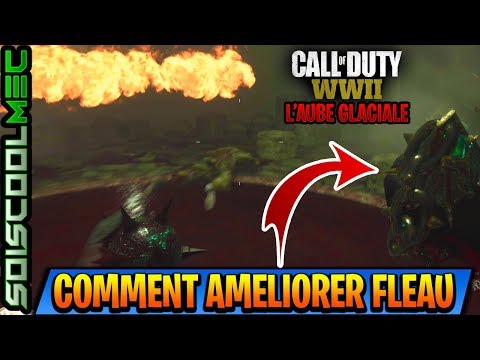 CALL OF DUTY
WWII
L'AUBE GLACIALE
SOISCOOLMEC
COMMENT AMELIORER FLEAU